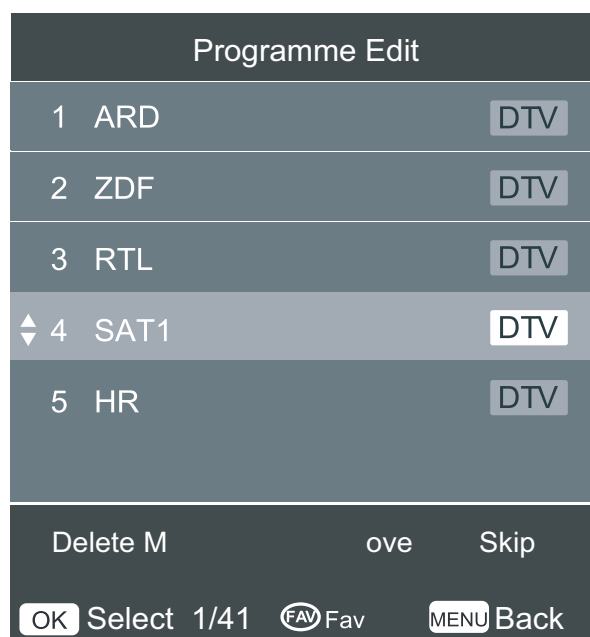 Programme Edit
1 ARD DTV
2 ZDF DTV
3 RTL DTV
4 SAT1 DTV
5 HR DTV
Delete M ove Skip
OK Select 1/41 FAV Fav MENU Back